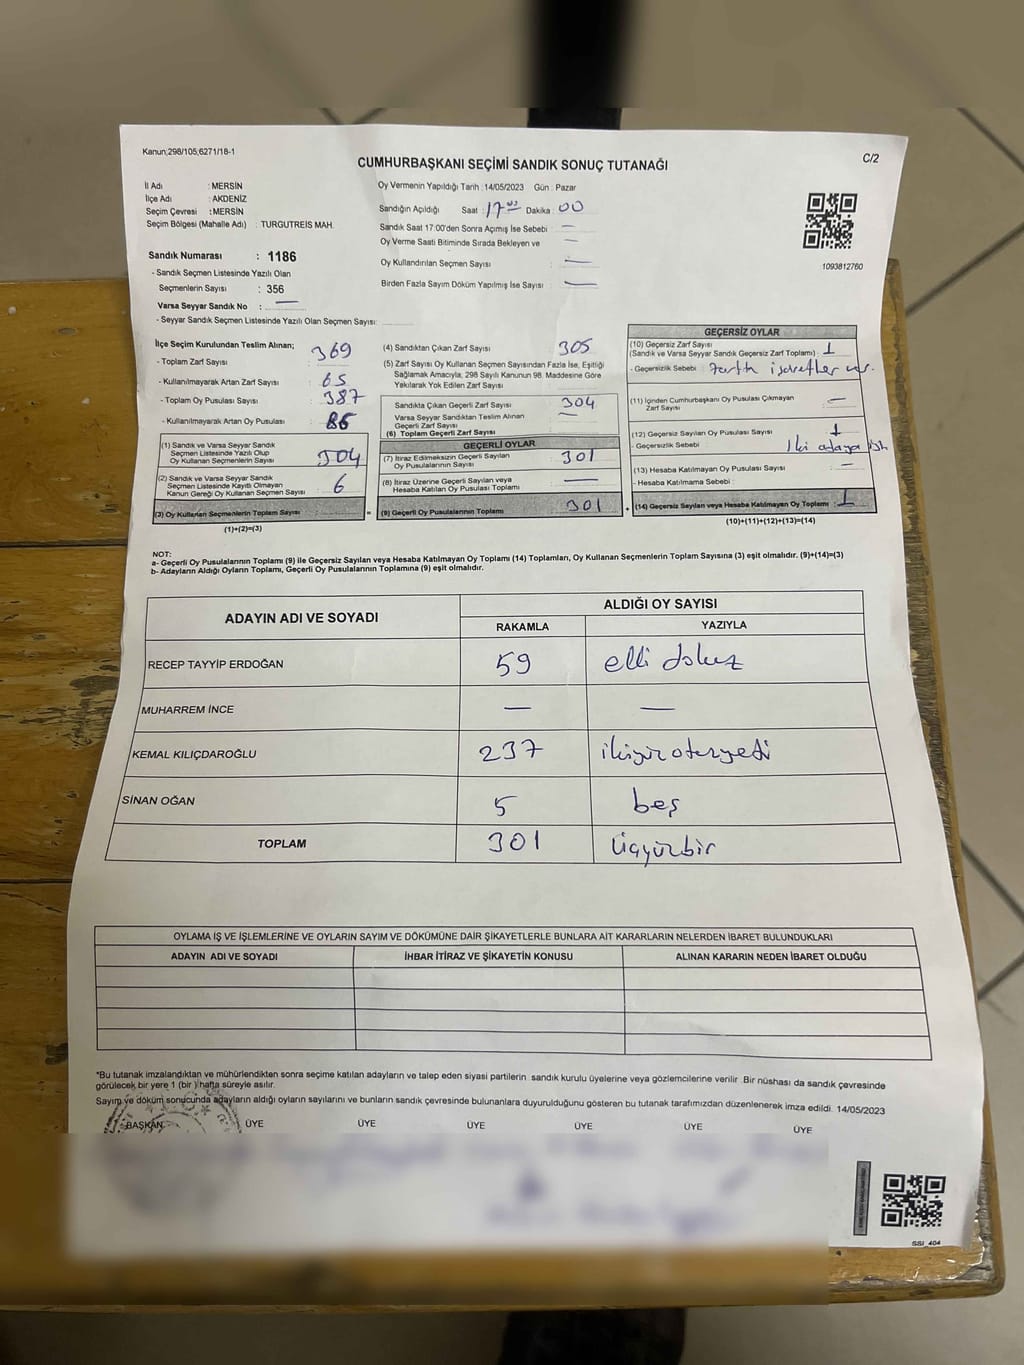 Kanun;298/105;6271/18-1
C/2
CUMHURBAŞKANI SEÇİMİ SANDIK SONUÇ TUTANAĞI
İl Adı : MERSİN
İlçe Adı : AKDENİZ
Seçim Çevresi : MERSİN
Seçim Bölgesi (Mahalle Adı) : TURGUTREİS MAH.
Sandık Numarası : 1186
- Sandık Seçmen Listesinde Yazılı Olan
Seçmenlerin Sayısı : 356
Varsa Seyyar Sandık No : —
- Seyyar Sandık Seçmen Listesinde Yazılı Olan Seçmen Sayısı:
Oy Vermenin Yapıldığı Tarih : 14/05/2023 Gün : Pazar
Sandığın Açıldığı Saat : 17 Dakika : 00
Sandık Saat 17:00'den Sonra Açımış İse Sebebi : —
Oy Verme Saati Bitiminde Sırada Bekleyen ve —
Oy Kullandırılan Seçmen Sayısı : —
Birden Fazla Sayım Döküm Yapılmış İse Sayısı : —
1093812760
İlçe Seçim Kurulundan Teslim Alınan;
- Toplam Zarf Sayısı : 369
- Kullanılmayarak Artan Zarf Sayısı : 65
- Toplam Oy Pusulası Sayısı : 387
- Kullanılmayarak Artan Oy Pusulası : 86
(1) Sandık ve Varsa Seyyar Sandık
Seçmen Listesinde Yazılı Olup
Oy Kullanan Seçmenlerin Sayısı : 304
(2) Sandık ve Varsa Seyyar Sandık
Seçmen Listesinde Kayıtlı Olmayan
Kanun Gereği Oy Kullanan Seçmen Sayısı : 6
(3) Oy Kullanan Seçmenlerin Toplam Sayısı
(1)+(2)=(3)
(4) Sandıktan Çıkan Zarf Sayısı : 305
(5) Zarf Sayısı Oy Kullanan Seçmen Sayısından Fazla İse, Eşitliği
Sağlamak Amacıyla, 298 Sayılı Kanunun 98. Maddesine Göre
Yakılarak Yok Edilen Zarf Sayısı
Sandıkta Çıkan Geçerli Zarf Sayısı : 304
Varsa Seyyar Sandıktan Teslim Alınan —
Geçerli Zarf Sayısı
(6) Toplam Geçerli Zarf Sayısı
GEÇERLİ OYLAR
(7) İtiraz Edilmeksizin Geçerli Sayılan
Oy Pusulalarının Sayısı : 301
(8) İtiraz Üzerine Geçerli Sayılan veya
Hesaba Katılan Oy Pusulası Toplamı : —
= (9) Geçerli Oy Pusulalarının Toplamı : 301
GEÇERSİZ OYLAR
(10) Geçersiz Zarf Sayısı
(Sandık ve Varsa Seyyar Sandık Geçersiz Zarf Toplamı) : 1
- Geçersizlik Sebebi : Zarfta işaretler var.
(11) İçinden Cumhurbaşkanı Oy Pusulası Çıkmayan
Zarf Sayısı : —
(12) Geçersiz Sayılan Oy Pusulası Sayısı : 1
- Geçersizlik Sebebi : İki adaya
(13) Hesaba Katılmayan Oy Pusulası Sayısı : —
- Hesaba Katılmama Sebebi :
+ (14) Geçersiz Sayılan veya Hesaba Katılmayan Oy Toplamı : 1
(10)+(11)+(12)+(13)=(14)
NOT:
a- Geçerli Oy Pusulalarının Toplamı (9) ile Geçersiz Sayılan veya Hesaba Katılmayan Oy Toplamı (14) Toplamları, Oy Kullanan Seçmenlerin Toplam Sayısına (3) eşit olmalıdır. (9)+(14)=(3)
b- Adayların Aldığı Oyların Toplamı, Geçerli Oy Pusulalarının Toplamına (9) eşit olmalıdır.
ADAYIN ADI VE SOYADI
ALDIĞI OY SAYISI
RAKAMLA YAZIYLA
RECEP TAYYİP ERDOĞAN 59 elli dokuz
MUHARREM İNCE — —
KEMAL KILIÇDAROĞLU 237 ikiyüzotuzyedi
SİNAN OĞAN 5 beş
TOPLAM 301 Üçyüzbir
OYLAMA İŞ VE İŞLEMLERİNE VE OYLARIN SAYIM VE DÖKÜMÜNE DAİR ŞİKAYETLERLE BUNLARA AİT KARARLARIN NELERDEN İBARET BULUNDUKLARI
ADAYIN ADI VE SOYADI İHBAR İTİRAZ VE ŞİKAYETİN KONUSU ALINAN KARARIN NEDEN İBARET OLDUĞU
*Bu tutanak imzalandıktan ve mühürlendikten sonra seçime katılan adayların ve talep eden siyasi partilerin sandık kurulu üyelerine veya gözlemcilerine verilir. Bir nüshası da sandık çevresinde
görülecek bir yere 1 (bir ) hafta süreyle asılır.
Sayım ve döküm sonucunda adayların aldığı oyların sayılarını ve bunların sandık çevresinde bulunanlara duyurulduğunu gösteren bu tutanak tarafımızdan düzenlenerek imza edildi. 14/05/2023
BAŞKAN ÜYE ÜYE ÜYE ÜYE ÜYE ÜYE
SSİ_404